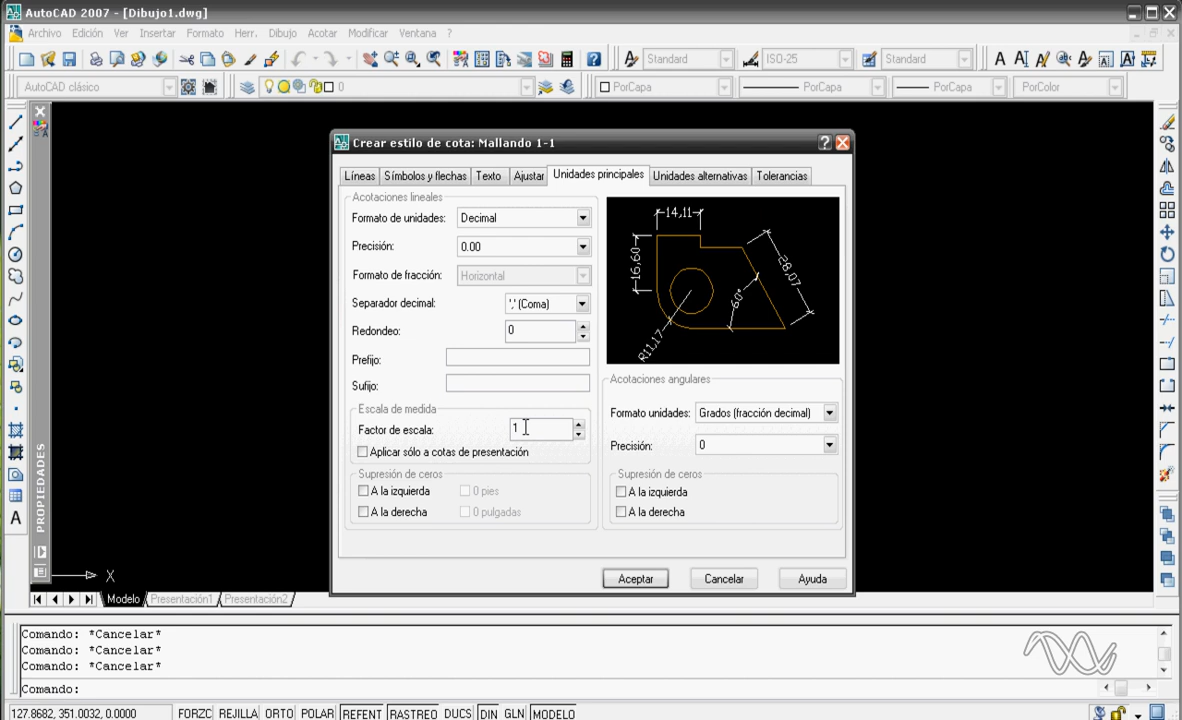 AutoCAD 2007 - [Dibujo1.dwg]
Archivo Edición Ver Insertar Formato Herr. Dibujo Acotar Modificar Ventana ?
Standard ISO-25 Standard
AutoCAD clásico 0 PorCapa PorCapa PorCapa PorColor
Crear estilo de cota: Mallando 1-1
Líneas Símbolos y flechas Texto Ajustar Unidades principales Unidades alternativas Tolerancias
Acotaciones lineales
Formato de unidades: Decimal
Precisión: 0.00
Formato de fracción: Horizontal
Separador decimal: ',' (Coma)
Redondeo: 0
Prefijo:
Sufijo:
Escala de medida
Factor de escala: 1
Aplicar sólo a cotas de presentación
Supresión de ceros
A la izquierda 0 pies
A la derecha 0 pulgadas
14,11
16,60
28,07
60°
R11,17
Acotaciones angulares
Formato unidades: Grados (fracción decimal)
Precisión: 0
Supresión de ceros
A la izquierda
A la derecha
Aceptar Cancelar Ayuda
PROPIEDADES
X
Modelo Presentación1 Presentación2
Comando: *Cancelar*
Comando: *Cancelar*
Comando: *Cancelar*
Comando:
127.8682, 351.0032, 0.0000 FORZC REJILLA ORTO POLAR REFENT RASTREO DUCS DIN GLN MODELO